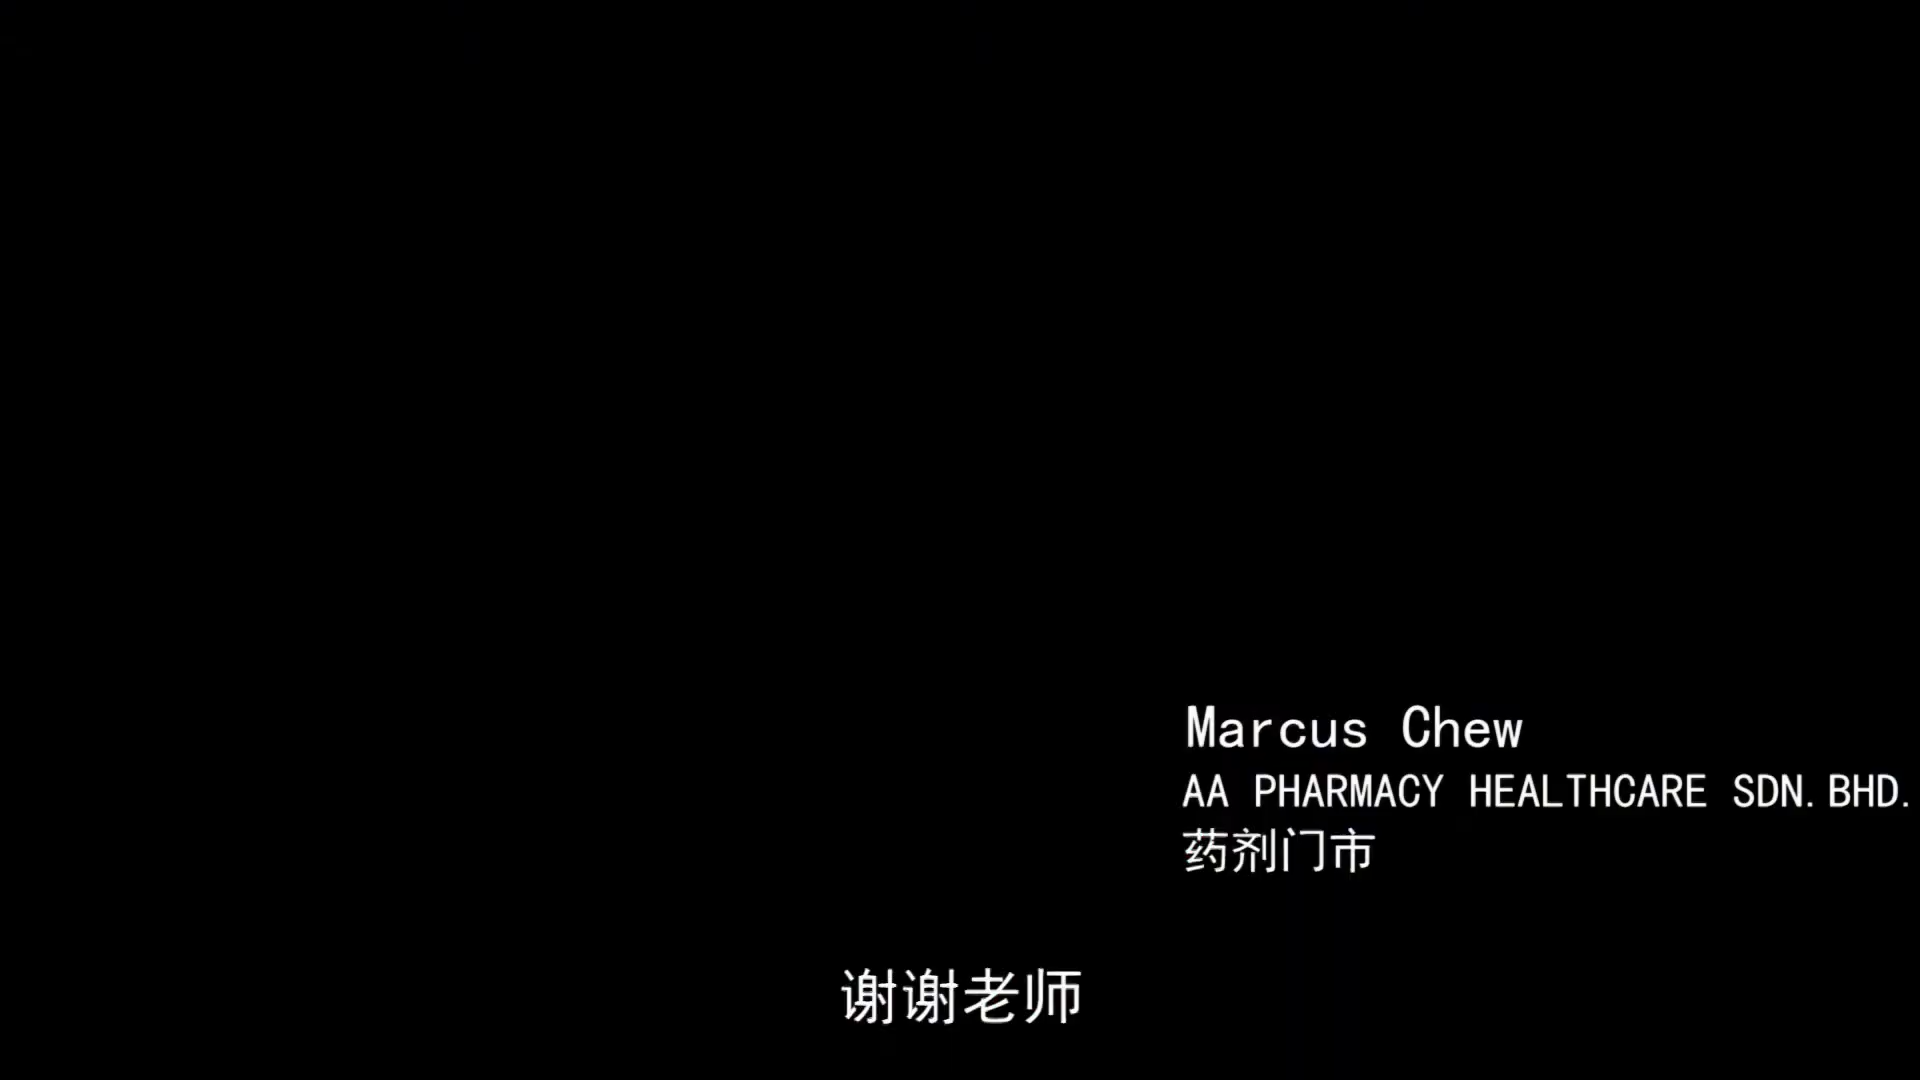 Marcus Chew
AA PHARMACY HEALTHCARE SDN.BHD.
药剂门市
谢谢老师